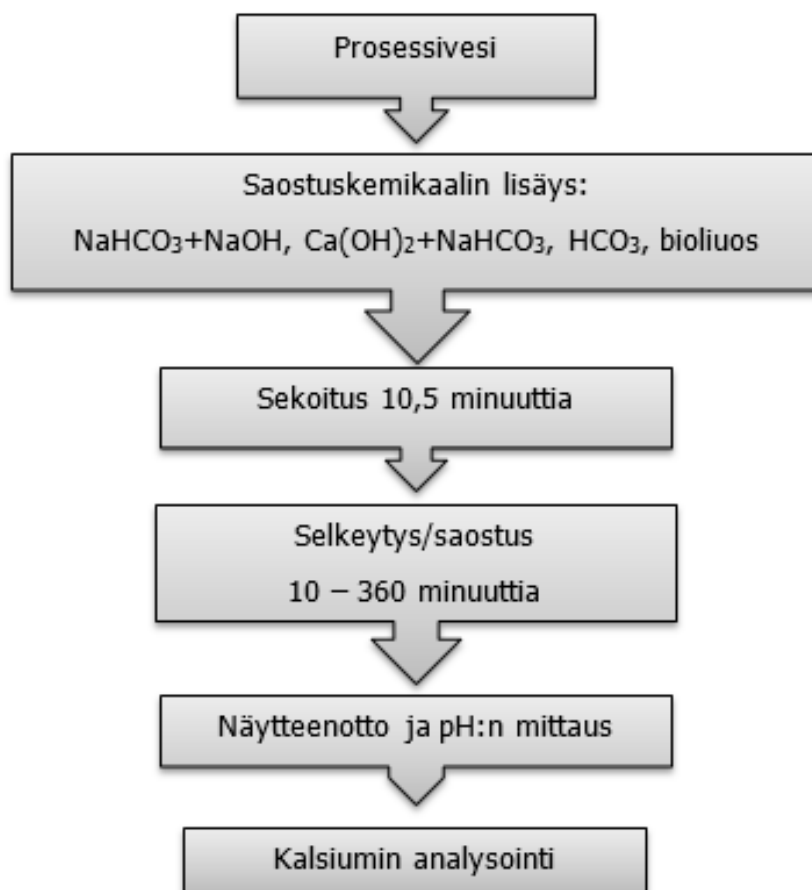 Prosessivesi
Saostuskemikaalin lisäys:
NaHCO₃+NaOH, Ca(OH)₂+NaHCO₃, HCO₃, bioliuos
Sekoitus 10,5 minuuttia
Selkeytys/saostus
10 – 360 minuuttia
Näytteenotto ja pH:n mittaus
Kalsiumin analysointi